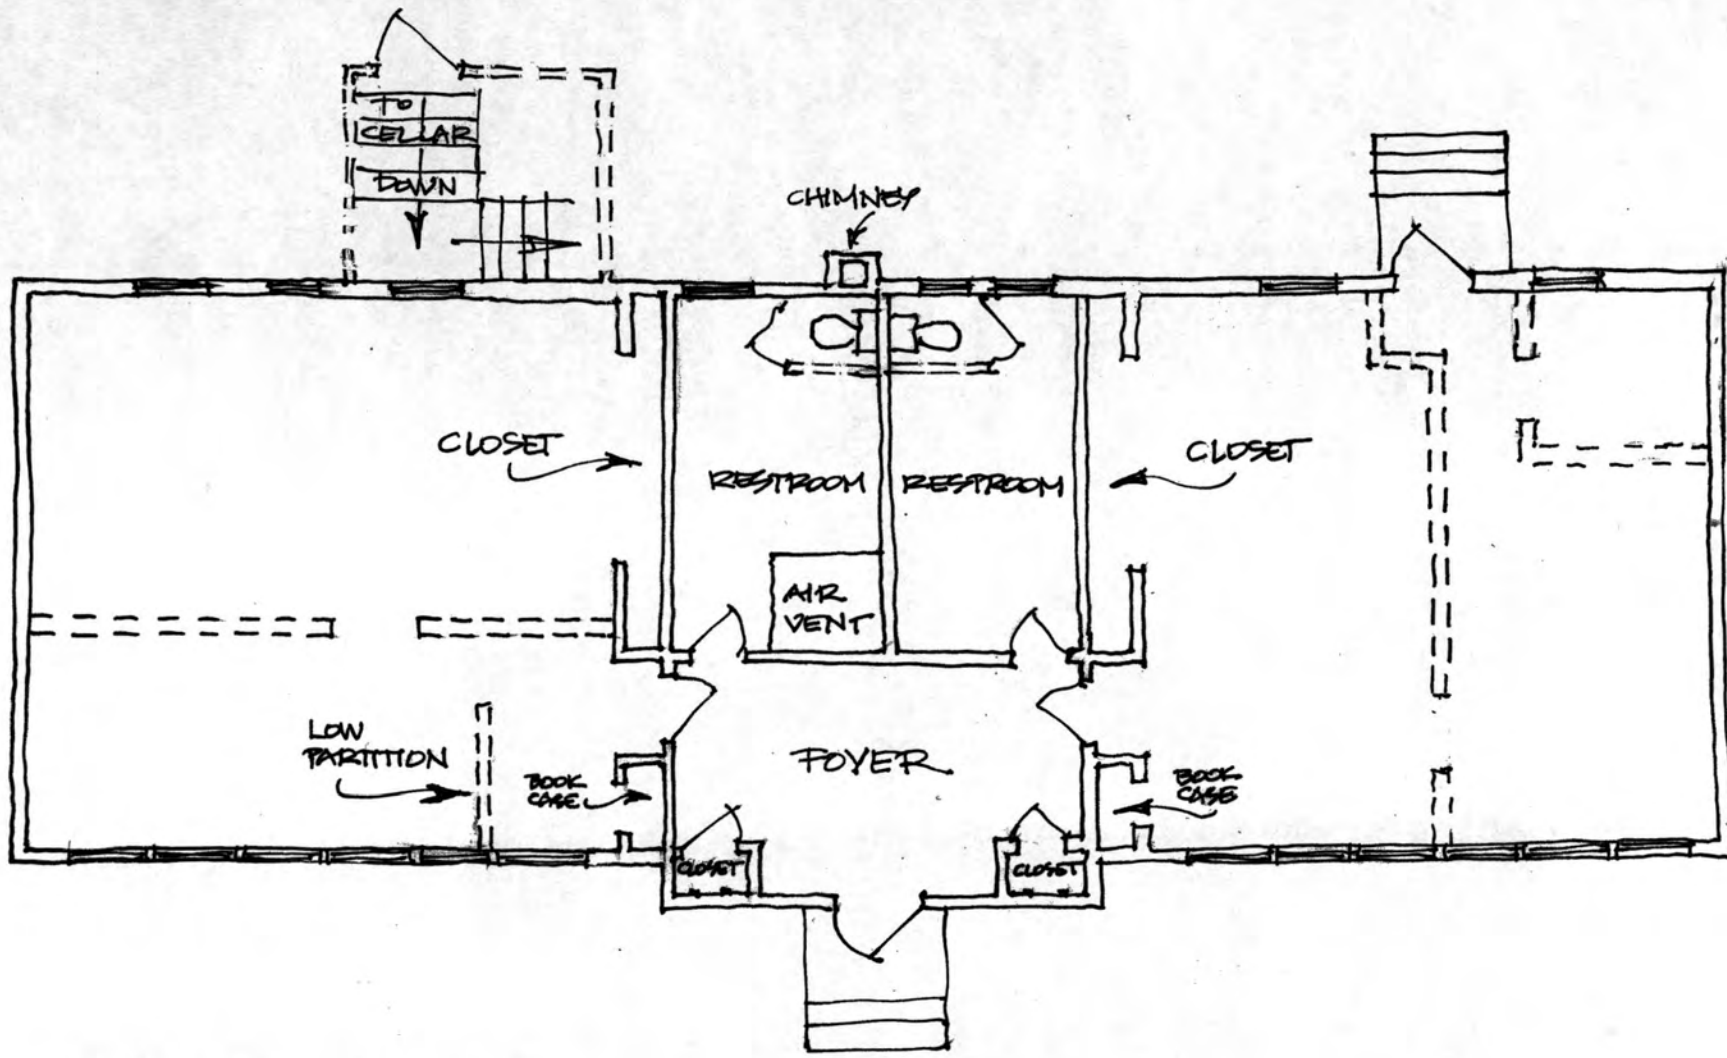 TO
CELLAR
DOWN
CHIMNEY
CLOSET
CLOSET
RESTROOM
RESTROOM
AIR
VENT
LOW
PARTITION
BOOK
CASE
FOYER
BOOK
CASE
CLOSET
CLOSET